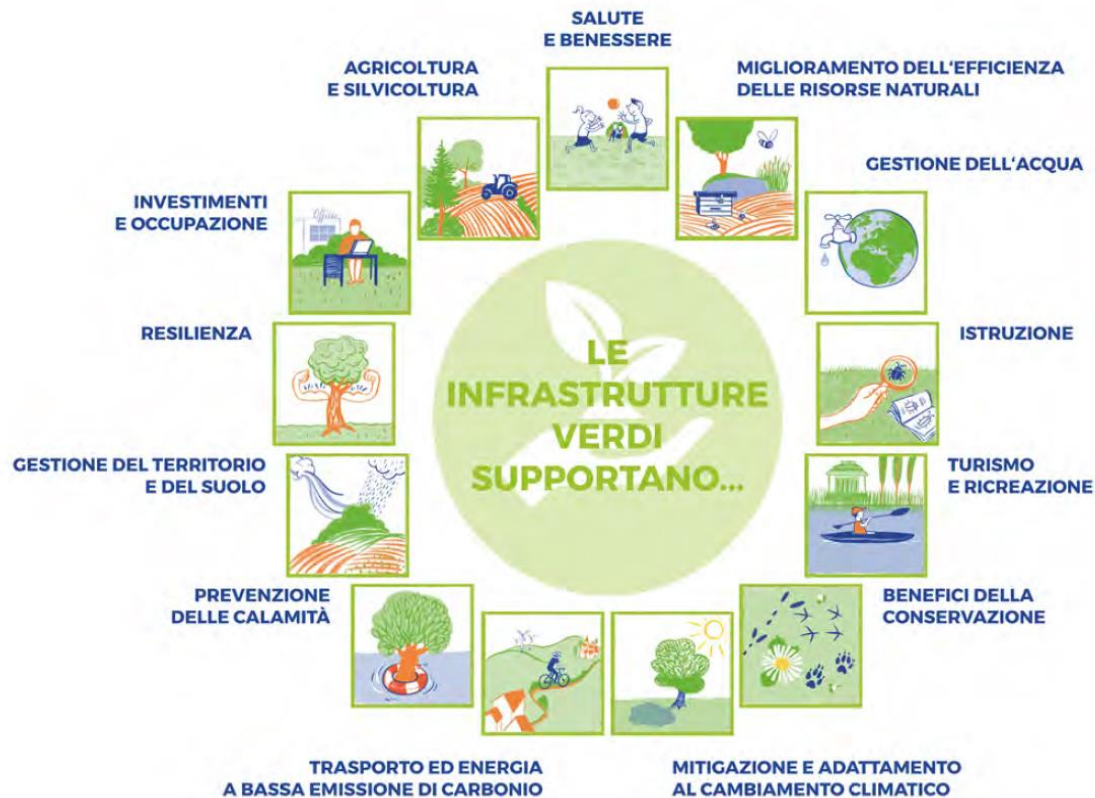 SALUTE
E BENESSERE
AGRICOLTURA
E SILVICOLTURA
MIGLIORAMENTO DELL'EFFICIENZA
DELLE RISORSE NATURALI
GESTIONE DELL'ACQUA
INVESTIMENTI
E OCCUPAZIONE
Office
RESILIENZA
ISTRUZIONE
LE
INFRASTRUTTURE
VERDI
SUPPORTANO...
GESTIONE DEL TERRITORIO
E DEL SUOLO
TURISMO
E RICREAZIONE
PREVENZIONE
DELLE CALAMITÀ
BENEFICI DELLA
CONSERVAZIONE
TRASPORTO ED ENERGIA
A BASSA EMISSIONE DI CARBONIO
MITIGAZIONE E ADATTAMENTO
AL CAMBIAMENTO CLIMATICO